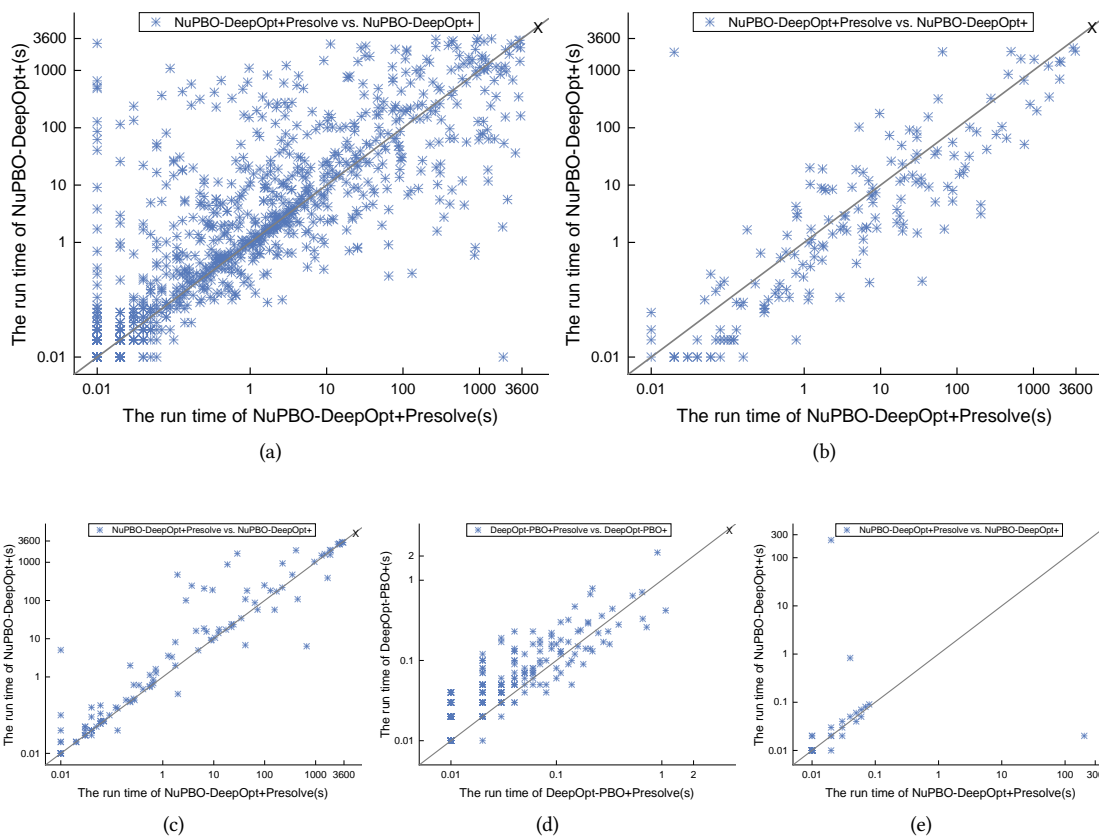 NuPBO-DeepOpt+Presolve vs. NuPBO-DeepOpt+
X
The run time of NuPBO-DeepOpt+(s)
3600
1000
100
10
1
0.01
0.01 1 10 100 1000 3600
The run time of NuPBO-DeepOpt+Presolve(s)
(a)
NuPBO-DeepOpt+Presolve vs. NuPBO-DeepOpt+
X
The run time of NuPBO-DeepOpt+(s)
3600
1000
100
10
1
0.01
0.01 1 10 100 1000 3600
The run time of NuPBO-DeepOpt+Presolve(s)
(b)
NuPBO-DeepOpt+Presolve vs. NuPBO-DeepOpt+
X
The run time of NuPBO-DeepOpt+(s)
3600
1000
100
10
1
0.01
0.01 1 10 100 1000 3600
The run time of NuPBO-DeepOpt+Presolve(s)
(c)
DeepOpt-PBO+Presolve vs. DeepOpt-PBO+
X
The run time of DeepOpt-PBO+(s)
2
1
0.1
0.01
0.01 0.1 1 2
The run time of DeepOpt-PBO+Presolve(s)
(d)
NuPBO-DeepOpt+Presolve vs. NuPBO-DeepOpt+
The run time of NuPBO-DeepOpt+(s)
300
100
10
1
0.1
0.01
0.01 0.1 1 10 100
The run time of NuPBO-DeepOpt+Presolve(s)
(e)